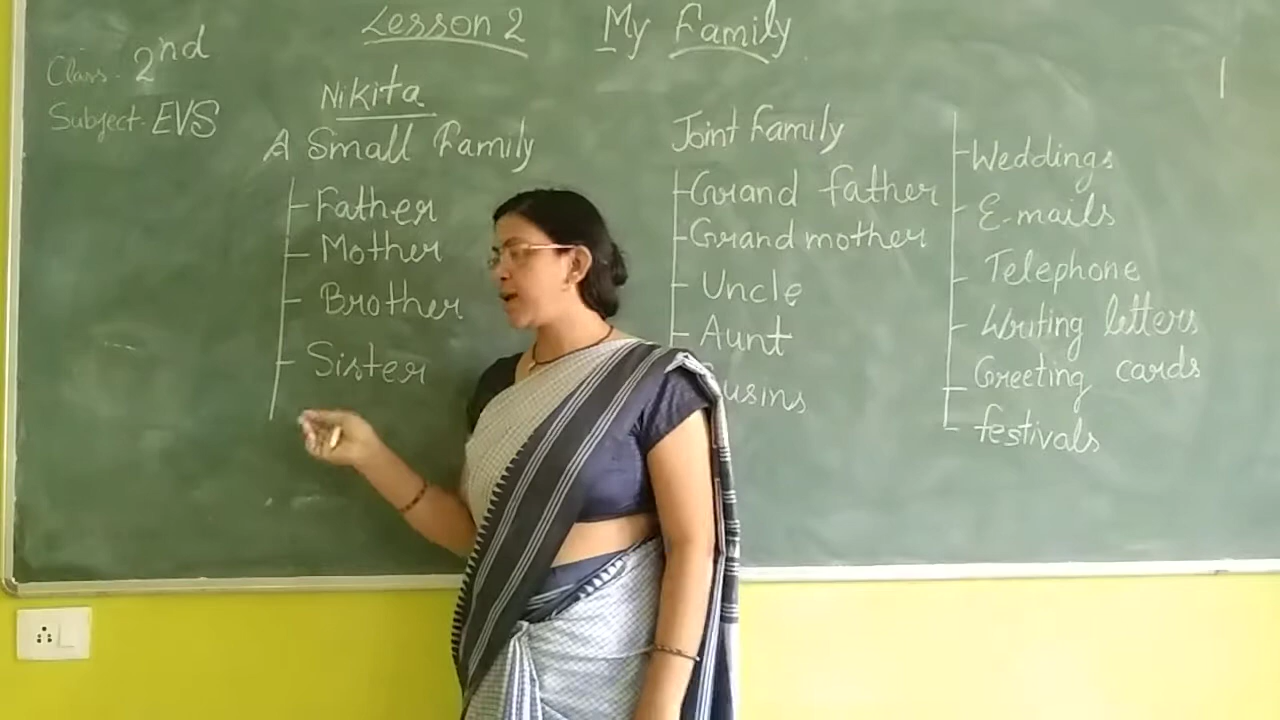 Lesson 2 My Family
Class- 2nd
Subject- EVS
Nikita
A Small Family
Father
Mother
Brother
Sister
Joint Family
Grand father
Grand mother
Uncle
Aunt
usins
Weddings
E-mails
Telephone
Writing letters
Greeting cards
festivals